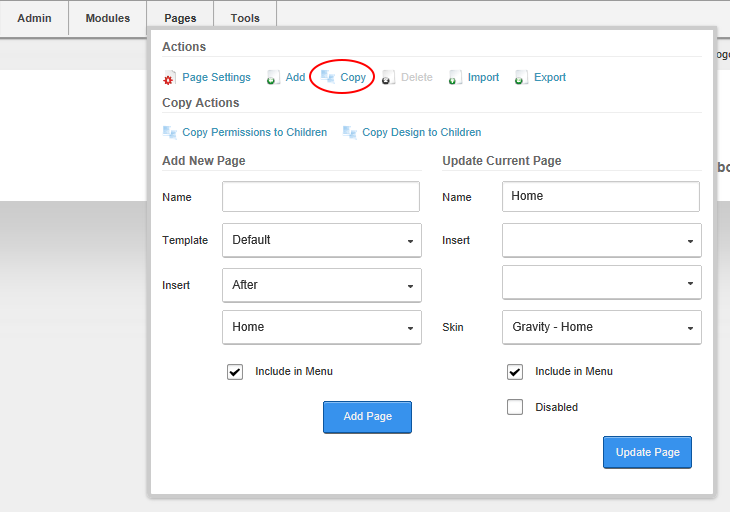 Admin Modules Pages Tools
Actions
Page Settings Add Copy Delete Import Export
Copy Actions
Copy Permissions to Children Copy Design to Children
Add New Page Update Current Page
Name Name Home
Template Default Insert
Insert After
Home Skin Gravity - Home
Include in Menu Include in Menu
Disabled
Add Page
Update Page